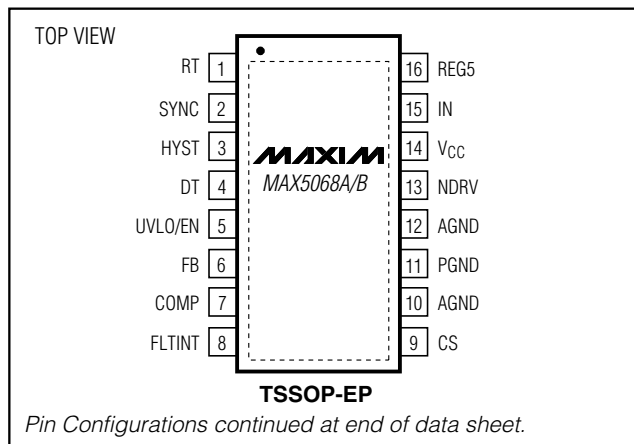 TOP VIEW
RT 1 16 REG5
SYNC 2 15 IN
HYST 3 14 VCC
MAXIM
DT 4 13 NDRV
MAX5068A/B
UVLO/EN 5 12 AGND
FB 6 11 PGND
COMP 7 10 AGND
FLTINT 8 9 CS
TSSOP-EP
Pin Configurations continued at end of data sheet.